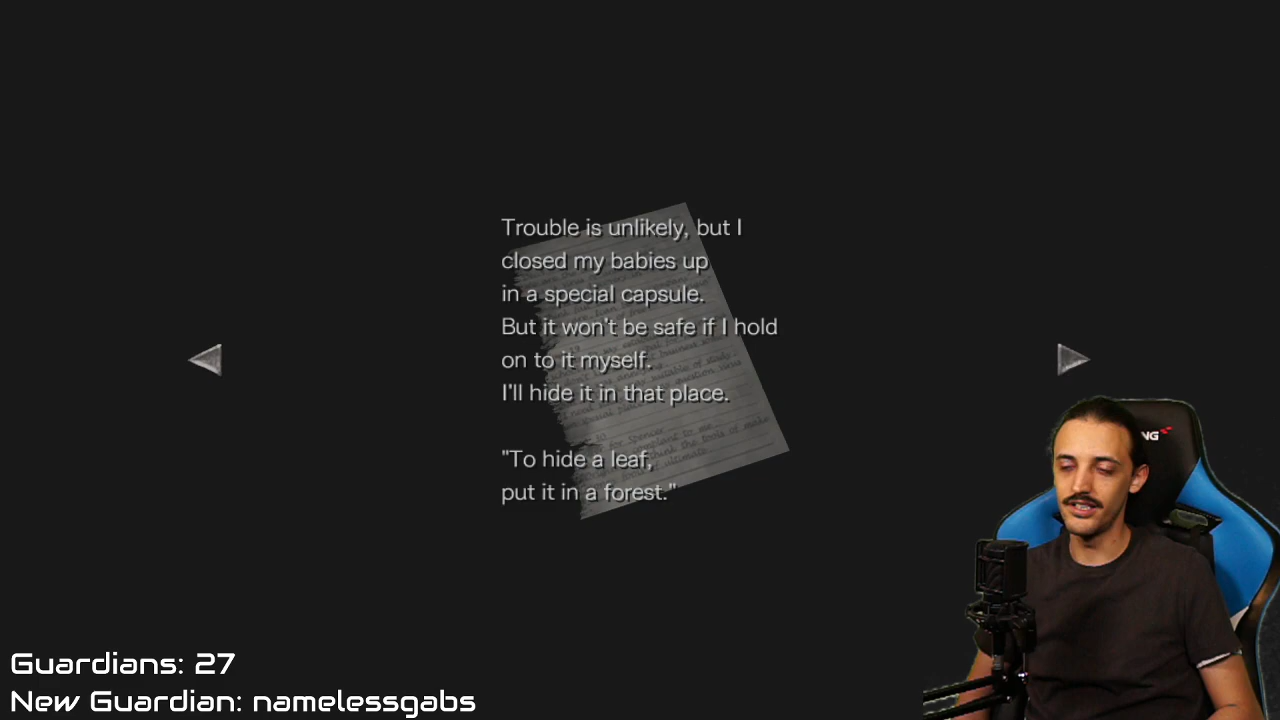 Trouble is unlikely, but I
closed my babies up
in a special capsule.
But it won't be safe if I hold
on to it myself.
I'll hide it in that place.
"To hide a leaf,
put it in a forest."
NG
Guardians: 27
New Guardian: namelessgabs